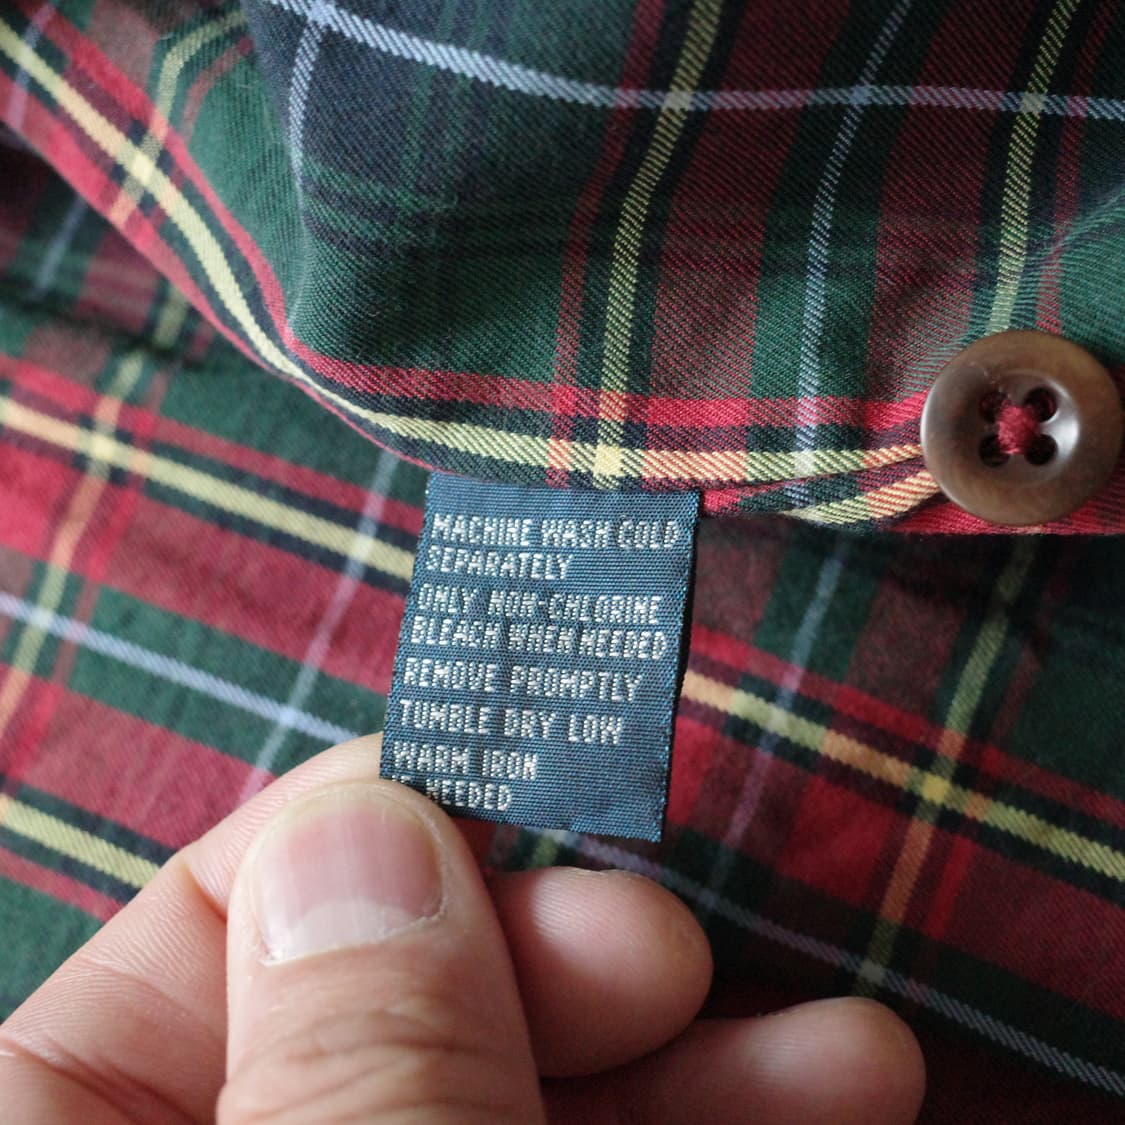 MACHINE WASH COLD
SEPARATELY
ONLY NON-CHLORINE
BLEACH WHEN NEEDED
REMOVE PROMPTLY
TUMBLE DRY LOW
WARM IRON
NEEDED